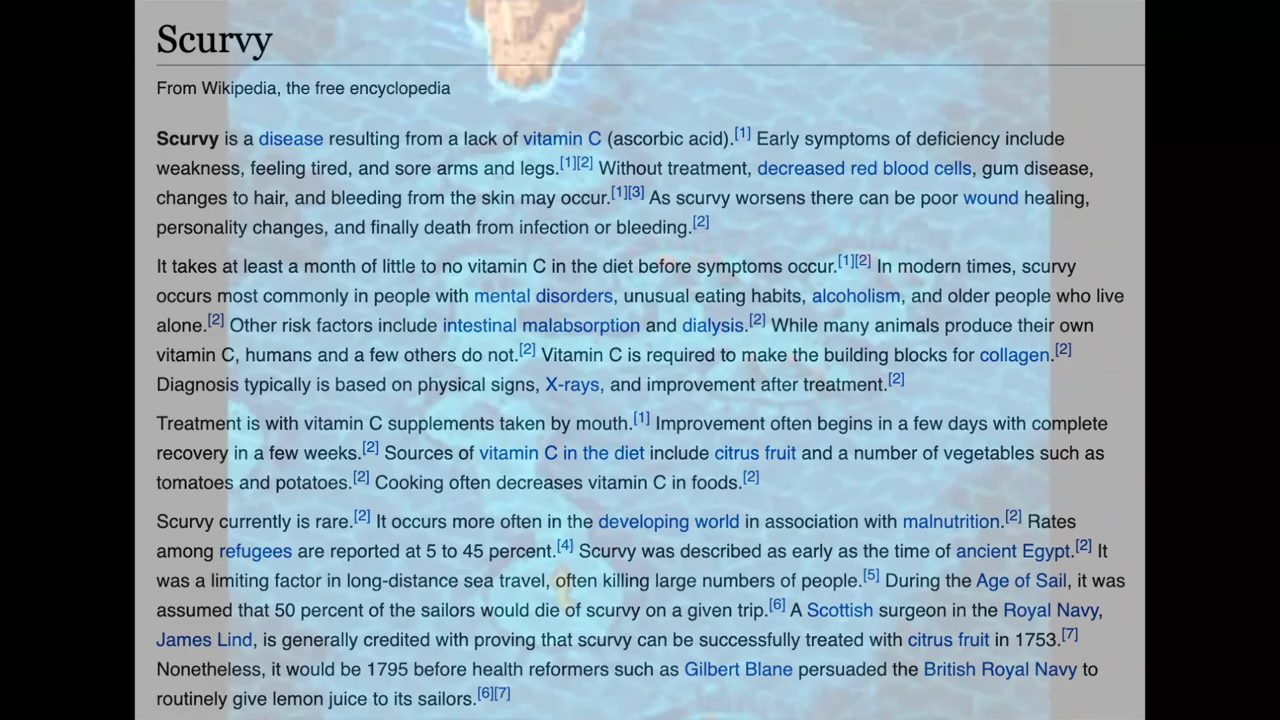 Scurvy
From Wikipedia, the free encyclopedia
Scurvy is a disease resulting from a lack of vitamin C (ascorbic acid).[1] Early symptoms of deficiency include
weakness, feeling tired, and sore arms and legs.[1][2] Without treatment, decreased red blood cells, gum disease,
changes to hair, and bleeding from the skin may occur.[1][3] As scurvy worsens there can be poor wound healing,
personality changes, and finally death from infection or bleeding.[2]
It takes at least a month of little to no vitamin C in the diet before symptoms occur.[1][2] In modern times, scurvy
occurs most commonly in people with mental disorders, unusual eating habits, alcoholism, and older people who live
alone.[2] Other risk factors include intestinal malabsorption and dialysis.[2] While many animals produce their own
vitamin C, humans and a few others do not.[2] Vitamin C is required to make the building blocks for collagen.[2]
Diagnosis typically is based on physical signs, X-rays, and improvement after treatment.[2]
Treatment is with vitamin C supplements taken by mouth.[1] Improvement often begins in a few days with complete
recovery in a few weeks.[2] Sources of vitamin C in the diet include citrus fruit and a number of vegetables such as
tomatoes and potatoes.[2] Cooking often decreases vitamin C in foods.[2]
Scurvy currently is rare.[2] It occurs more often in the developing world in association with malnutrition.[2] Rates
among refugees are reported at 5 to 45 percent.[4] Scurvy was described as early as the time of ancient Egypt.[2] It
was a limiting factor in long-distance sea travel, often killing large numbers of people.[5] During the Age of Sail, it was
assumed that 50 percent of the sailors would die of scurvy on a given trip.[6] A Scottish surgeon in the Royal Navy,
James Lind, is generally credited with proving that scurvy can be successfully treated with citrus fruit in 1753.[7]
Nonetheless, it would be 1795 before health reformers such as Gilbert Blane persuaded the British Royal Navy to
routinely give lemon juice to its sailors.[6][7]